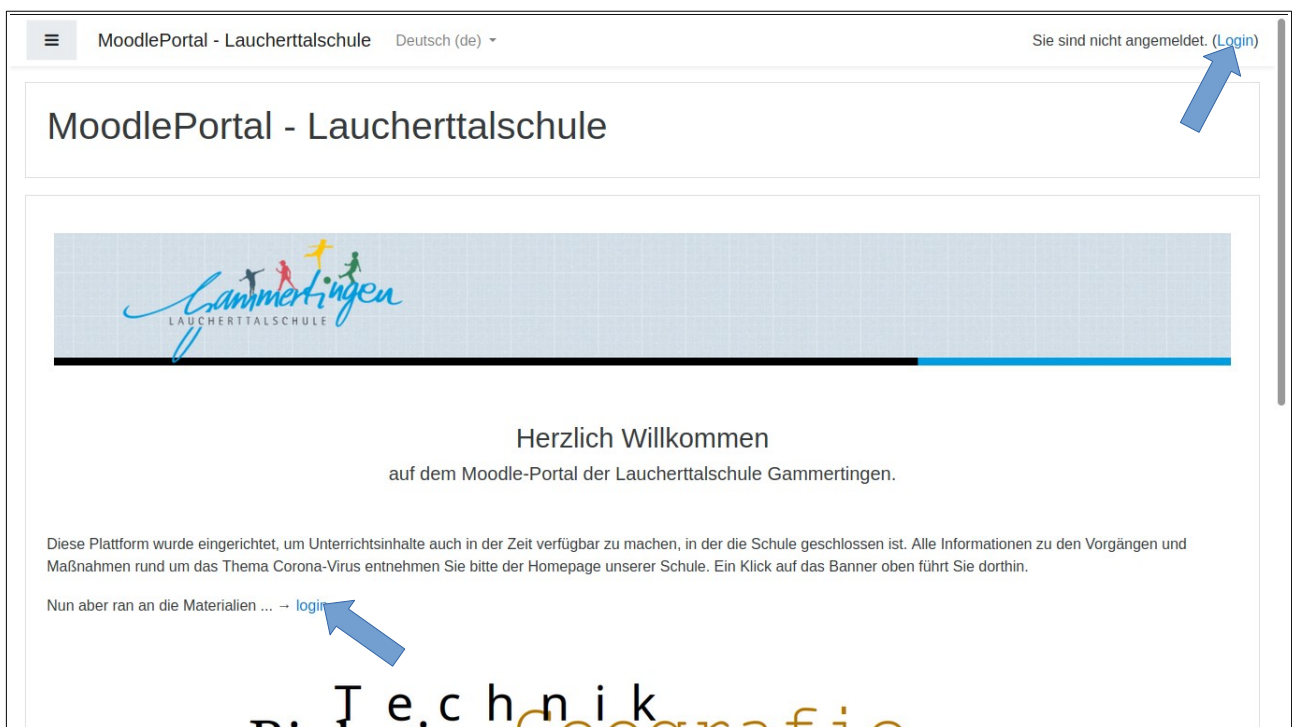 MoodlePortal - Laucherttalschule Deutsch (de) Sie sind nicht angemeldet. (Login)
MoodlePortal - Laucherttalschule
Gammertingen
LAUCHERTTALSCHULE
Herzlich Willkommen
auf dem Moodle-Portal der Laucherttalschule Gammertingen.
Diese Plattform wurde eingerichtet, um Unterrichtsinhalte auch in der Zeit verfügbar zu machen, in der die Schule geschlossen ist. Alle Informationen zu den Vorgängen und
Maßnahmen rund um das Thema Corona-Virus entnehmen Sie bitte der Homepage unserer Schule. Ein Klick auf das Banner oben führt Sie dorthin.
Nun aber ran an die Materialien ... → login
Technik
Geografie